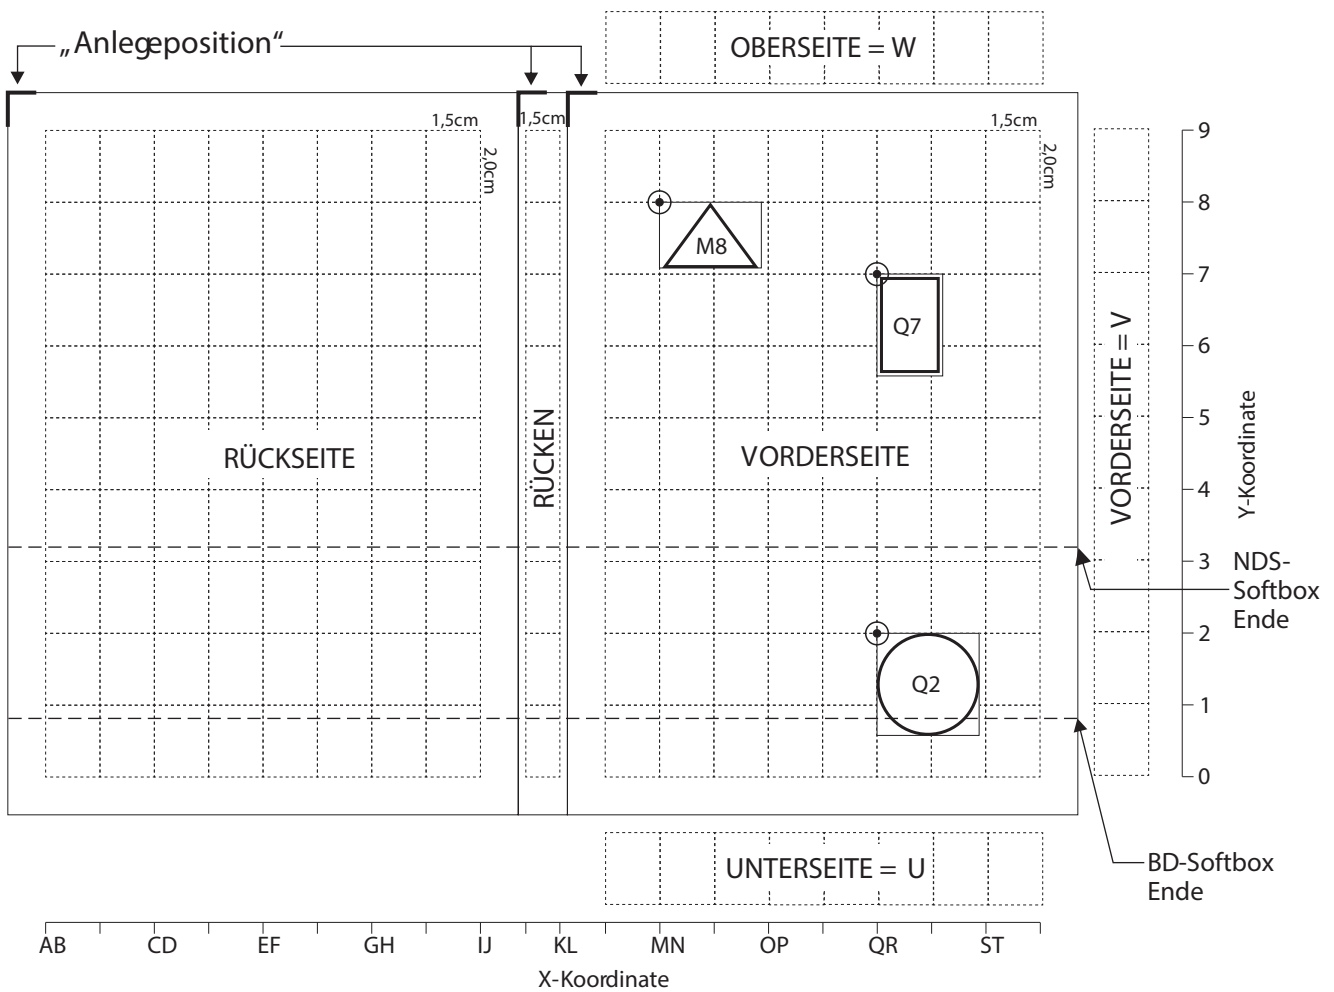 „Anlegeposition“
OBERSEITE = W
1,5cm
1,5cm
1,5cm
2,0cm
2,0cm
9
8
7
6
5
4
3
2
1
0
M8
Q7
RÜCKSEITE
RÜCKEN
VORDERSEITE
VORDERSEITE = V
Y-Koordinate
NDS-
Softbox
Ende
Q2
UNTERSEITE = U
BD-Softbox
Ende
AB CD EF GH IJ KL MN OP QR ST
X-Koordinate